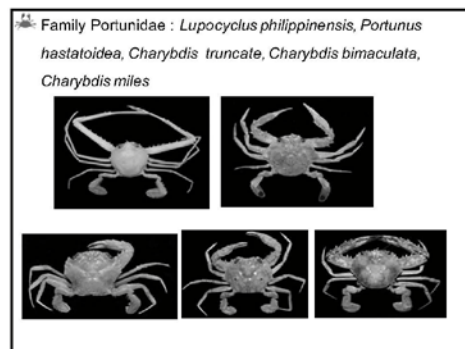 Family Portunidae : Lupocyclus philippinensis, Portunus
hastatoidea, Charybdis truncate, Charybdis bimaculata,
Charybdis miles